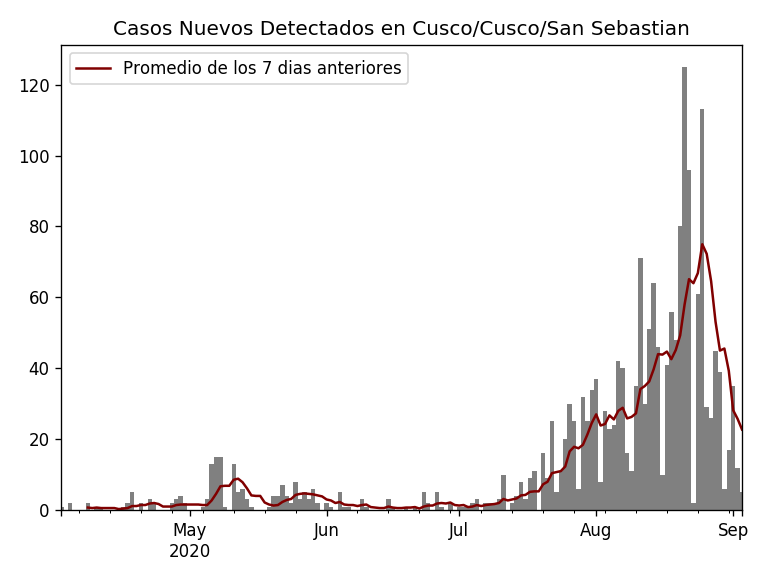 Casos Nuevos Detectados en Cusco/Cusco/San Sebastian
Promedio de los 7 dias anteriores
120
100
80
60
40
20
0
May Jun Jul Aug Sep
2020